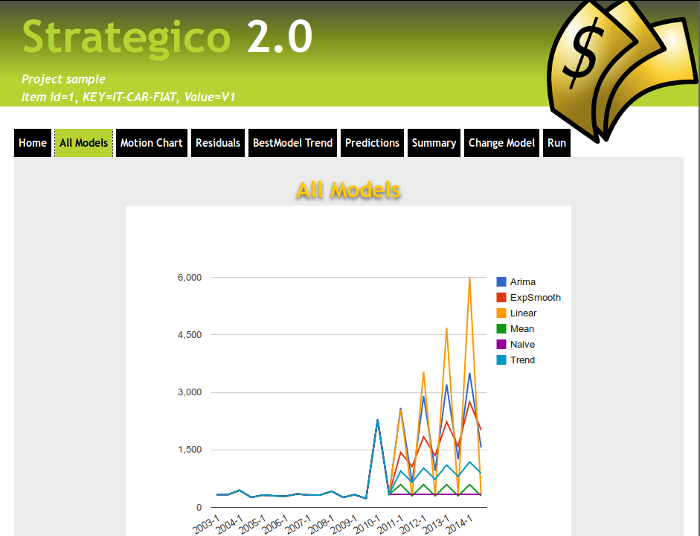 Strategico 2.0
$
Project sample
Item id=1, KEY=IT-CAR-FIAT, Value=V1
Home All Models Motion Chart Residuals BestModel Trend Predictions Summary Change Model Run
All Models
6,000
4,500
3,000
1,500
0
Arima
ExpSmooth
Linear
Mean
Naive
Trend
2003-1 2004-1 2005-1 2006-1 2007-1 2008-1 2009-1 2010-1 2011-1 2012-1 2013-1 2014-1